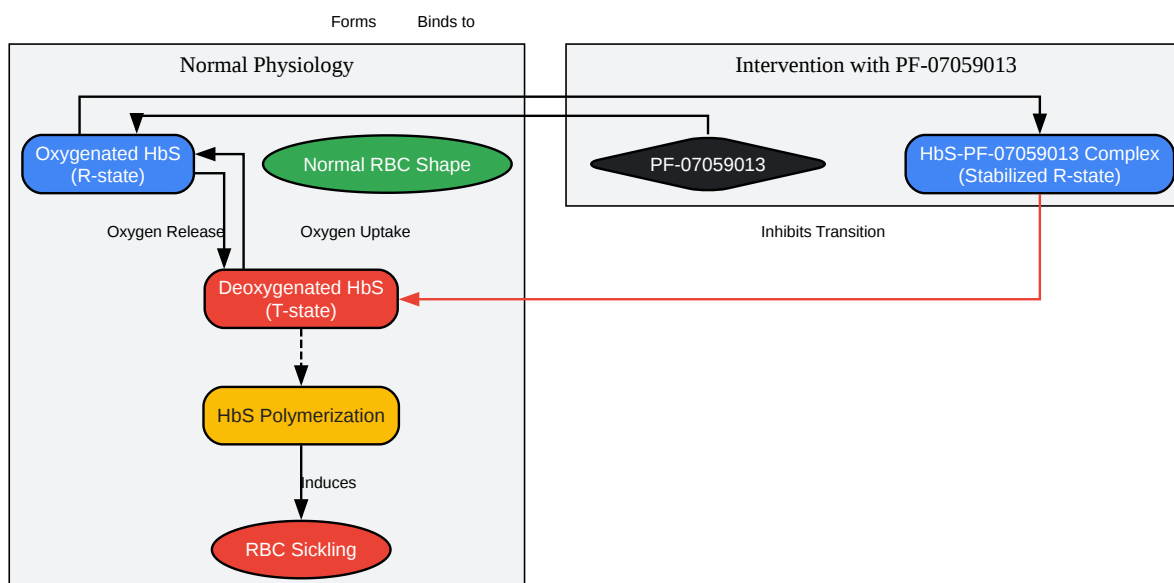 Forms
Binds to
Normal Physiology
Intervention with PF-07059013
Oxygenated HbS
(R-state)
Normal RBC Shape
PF-07059013
HbS-PF-07059013 Complex
(Stabilized R-state)
Oxygen Release
Oxygen Uptake
Inhibits Transition
Deoxygenated HbS
(T-state)
HbS Polymerization
Induces
RBC Sickling